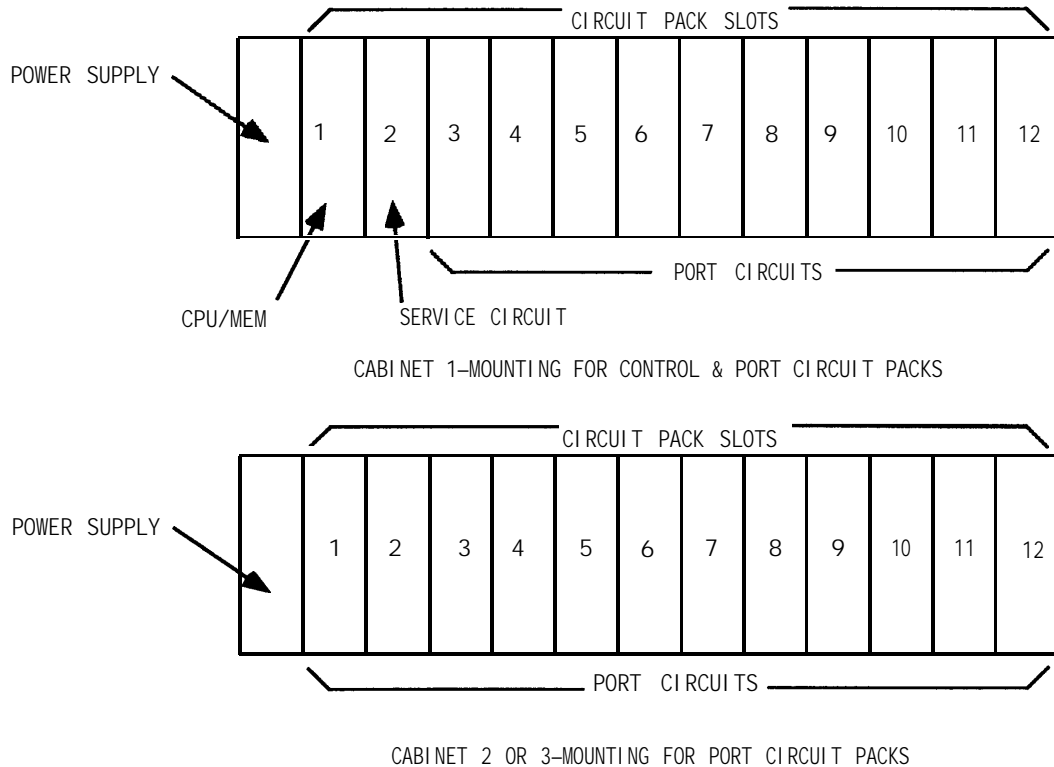 CIRCUIT PACK SLOTS
POWER SUPPLY
1 2 3 4 5 6 7 8 9 10 11 12
PORT CIRCUITS
CPU/MEM SERVICE CIRCUIT
CABINET 1–MOUNTING FOR CONTROL & PORT CIRCUIT PACKS
CIRCUIT PACK SLOTS
POWER SUPPLY
1 2 3 4 5 6 7 8 9 10 11 12
PORT CIRCUITS
CABINET 2 OR 3–MOUNTING FOR PORT CIRCUIT PACKS